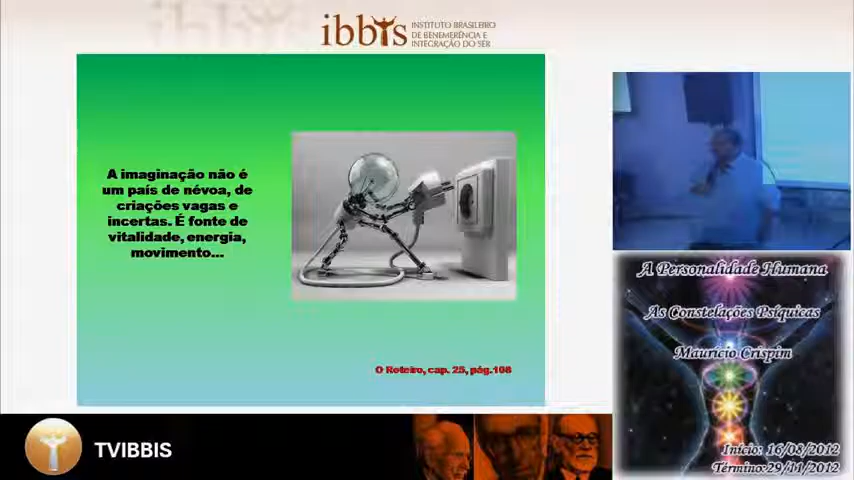 ibbis
INSTITUTO BRASILEIRO
DE BENEMERÊNCIA E
INTEGRAÇÃO DO SER
A imaginação não é
um país de névoa, de
criações vagas e
incertas. É fonte de
vitalidade, energia,
movimento...
O Roteiro, cap. 25, pág.108
A Personalidade Humana
As Constelações Psíquicas
Maurício Crispim
Início: 16/08/2012
Término:29/11/2012
TVIBBIS